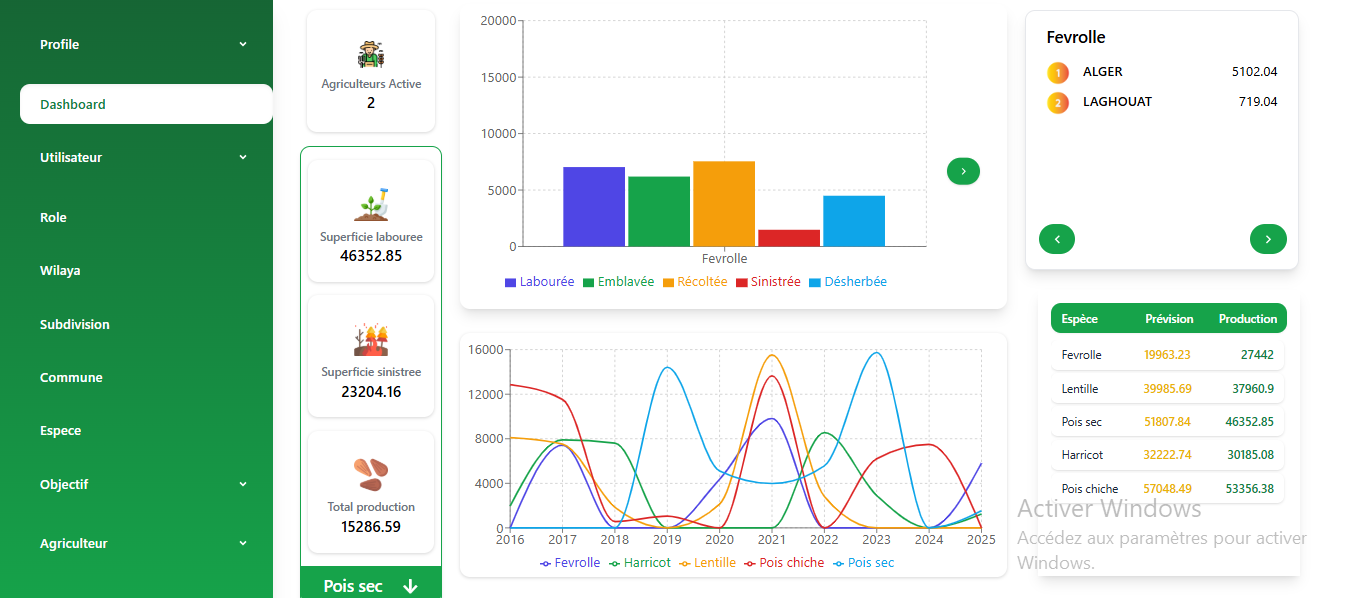 Profile
Dashboard
Utilisateur
Role
Wilaya
Subdivision
Commune
Espece
Objectif
Agriculteur
Agriculteurs Active
2
Superficie labouree
46352.85
Superficie sinistree
23204.16
Total production
15286.59
Pois sec
20000
15000
10000
5000
0
Fevrolle
Labourée Emblavée Récoltée Sinistrée Désherbée
16000
12000
8000
4000
0
2016 2017 2018 2019 2020 2021 2022 2023 2024 2025
Fevrolle Harricot Lentille Pois chiche Pois sec
Fevrolle
1 ALGER 5102.04
2 LAGHOUAT 719.04
Espèce Prévision Production
Fevrolle 19963.23 27442
Lentille 39985.69 37960.9
Pois sec 51807.84 46352.85
Harricot 32222.74 30185.08
Pois chiche 57048.49 53356.38
Activer Windows
Accédez aux paramètres pour activer
Windows.